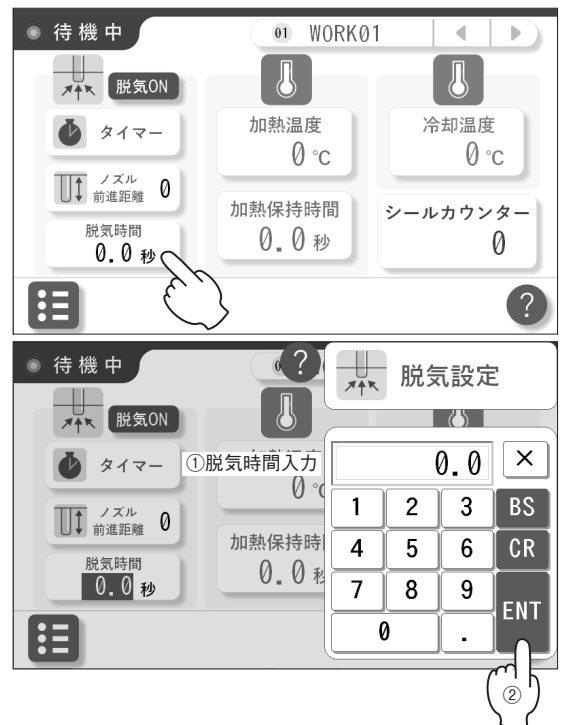 待機中
01 WORK01
脱気ON
タイマー
ノズル
前進距離 0
脱気時間
0.0 秒
加熱温度
0 ℃
加熱保持時間
0.0 秒
冷却温度
0 ℃
シールカウンター
0
?
待機中
0
?
脱気設定
脱気ON
タイマー
ノズル
前進距離 0
脱気時間
0.0 秒
①脱気時間入力
0 ℃
加熱保持時
0.0 秒
0.0 ×
1 2 3 BS
4 5 6 CR
7 8 9 ENT
0 .
②